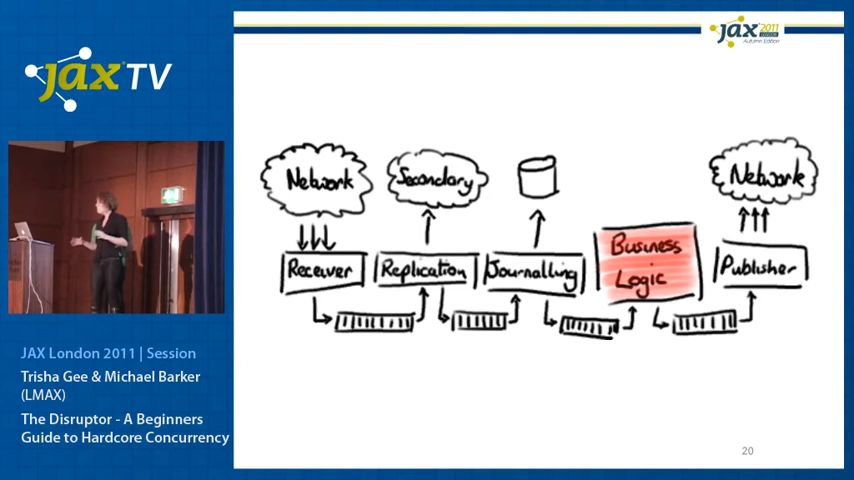 jax TV
JAX London 2011 | Session
Trisha Gee & Michael Barker
(LMAX)
The Disruptor - A Beginners
Guide to Hardcore Concurrency
jax 2011
LONDON
Autumn Edition
Network
Secondary
Network
Receiver
Replication
Journalling
Business
Logic
Publisher
20